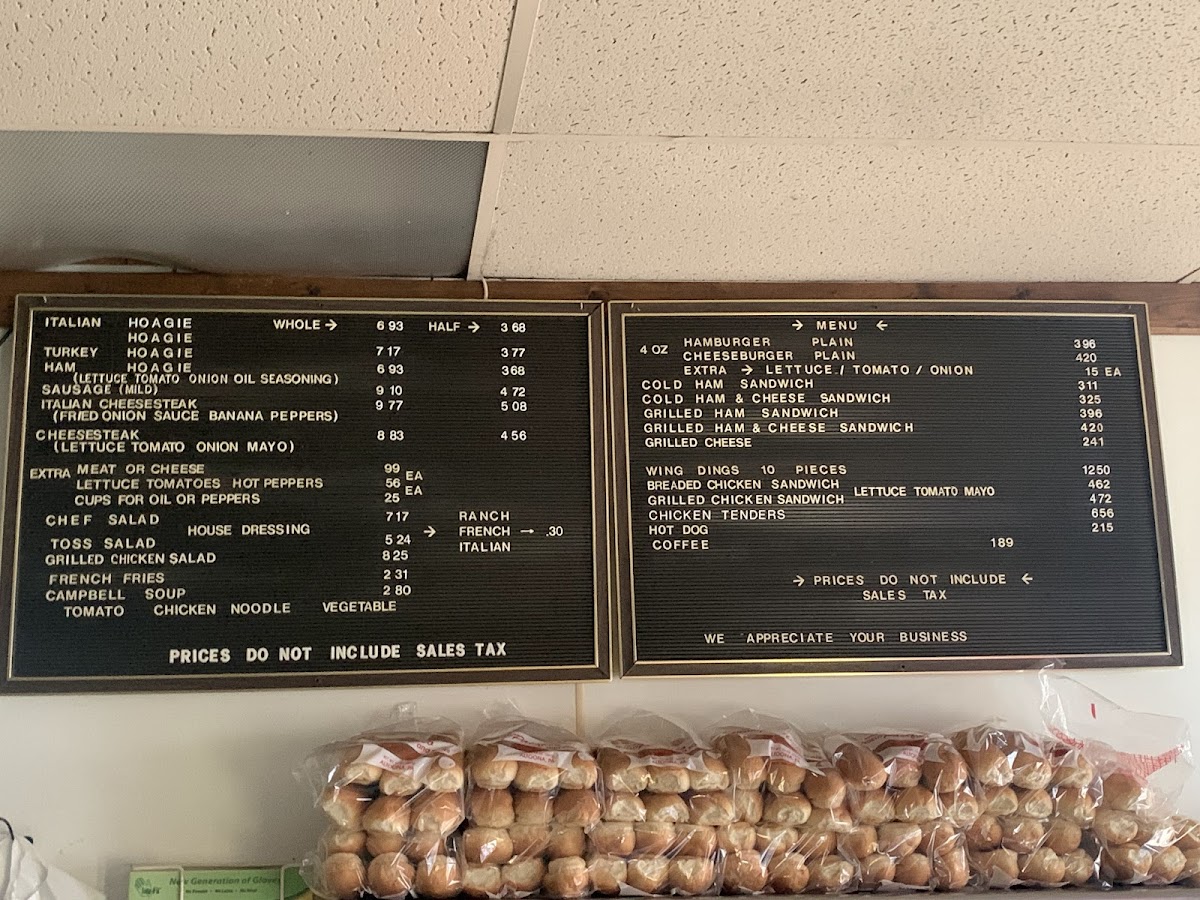 ITALIAN HOAGIE WHOLE → 6 93 HALF → 3 68
HOAGIE
TURKEY HOAGIE 7 17 3 77
HAM HOAGIE 6 93 3 68
(LETTUCE TOMATO ONION OIL SEASONING)
SAUSAGE (MILD) 9 10 4 72
ITALIAN CHEESESTEAK 9 77 5 08
(FRIED ONION SAUCE BANANA PEPPERS)
CHEESESTEAK 8 83 4 56
(LETTUCE TOMATO ONION MAYO)
EXTRA MEAT OR CHEESE 99
LETTUCE TOMATOES HOT PEPPERS 56 EA
CUPS FOR OIL OR PEPPERS 25 EA
CHEF SALAD 7 17 RANCH
HOUSE DRESSING → FRENCH → .30
TOSS SALAD 5 24 ITALIAN
GRILLED CHICKEN SALAD 8 25
FRENCH FRIES 2 31
CAMPBELL SOUP 2 80
TOMATO CHICKEN NOODLE VEGETABLE
PRICES DO NOT INCLUDE SALES TAX
→ MENU ←
4 OZ HAMBURGER PLAIN 396
CHEESEBURGER PLAIN 420
EXTRA → LETTUCE / TOMATO / ONION 15 EA
COLD HAM SANDWICH 311
COLD HAM & CHEESE SANDWICH 325
GRILLED HAM SANDWICH 396
GRILLED HAM & CHEESE SANDWICH 420
GRILLED CHEESE 241
WING DINGS 10 PIECES 1250
BREADED CHICKEN SANDWICH 462
GRILLED CHICKEN SANDWICH LETTUCE TOMATO MAYO 472
CHICKEN TENDERS 656
HOT DOG 215
COFFEE 189
→ PRICES DO NOT INCLUDE ←
SALES TAX
WE APPRECIATE YOUR BUSINESS
New Generation of Gloves